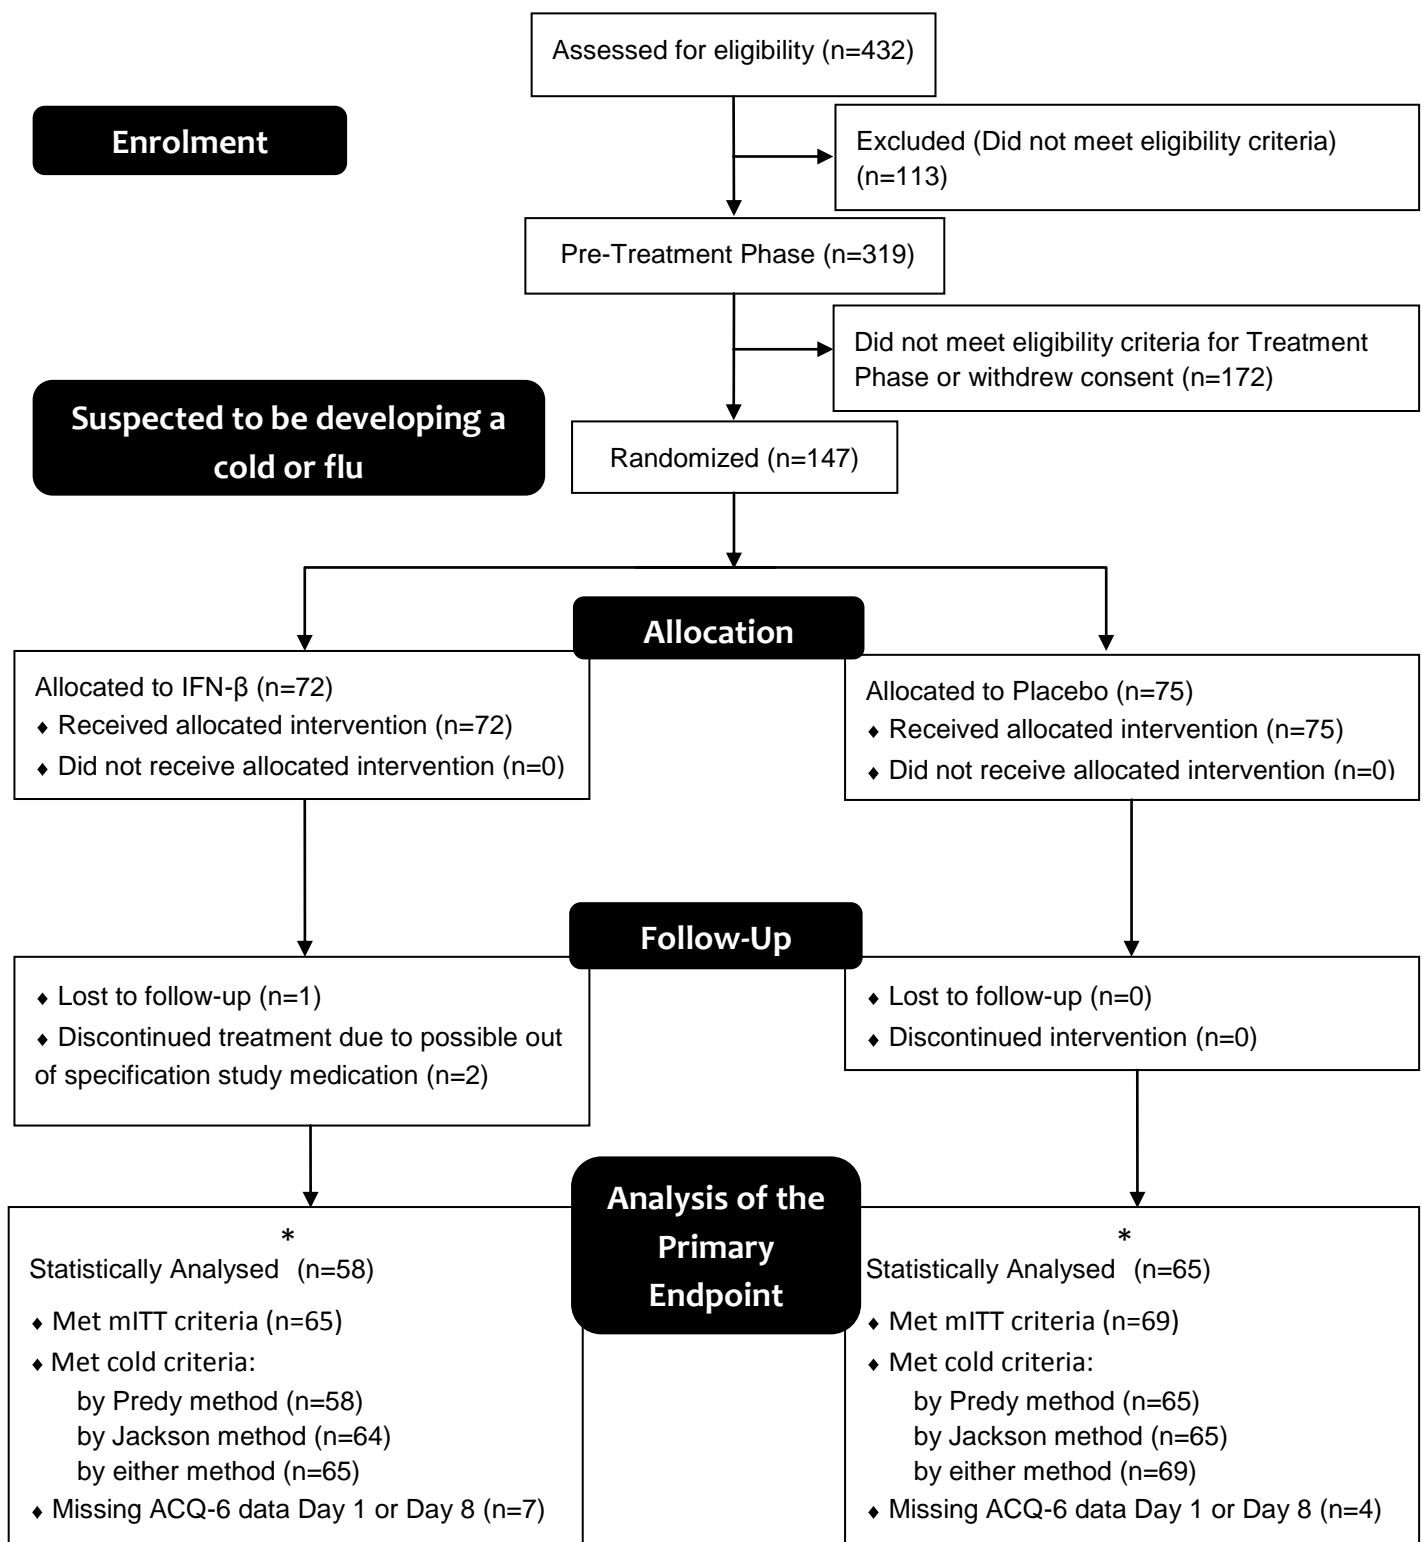 Assessed for eligibility (n=432)
Enrolment
Excluded (Did not meet eligibility criteria)
(n=113)
Pre-Treatment Phase (n=319)
Did not meet eligibility criteria for Treatment
Phase or withdrew consent (n=172)
Suspected to be developing a
cold or flu
Randomized (n=147)
Allocation
Allocated to IFN-β (n=72)
♦ Received allocated intervention (n=72)
♦ Did not receive allocated intervention (n=0)
Allocated to Placebo (n=75)
♦ Received allocated intervention (n=75)
♦ Did not receive allocated intervention (n=0)
Follow-Up
♦ Lost to follow-up (n=1)
♦ Discontinued treatment due to possible out
of specification study medication (n=2)
♦ Lost to follow-up (n=0)
♦ Discontinued intervention (n=0)
Analysis of the
Primary
Endpoint
*
Statistically Analysed (n=58)
♦ Met mITT criteria (n=65)
♦ Met cold criteria:
by Predy method (n=58)
by Jackson method (n=64)
by either method (n=65)
♦ Missing ACQ-6 data Day 1 or Day 8 (n=7)
*
Statistically Analysed (n=65)
♦ Met mITT criteria (n=69)
♦ Met cold criteria:
by Predy method (n=65)
by Jackson method (n=65)
by either method (n=69)
♦ Missing ACQ-6 data Day 1 or Day 8 (n=4)